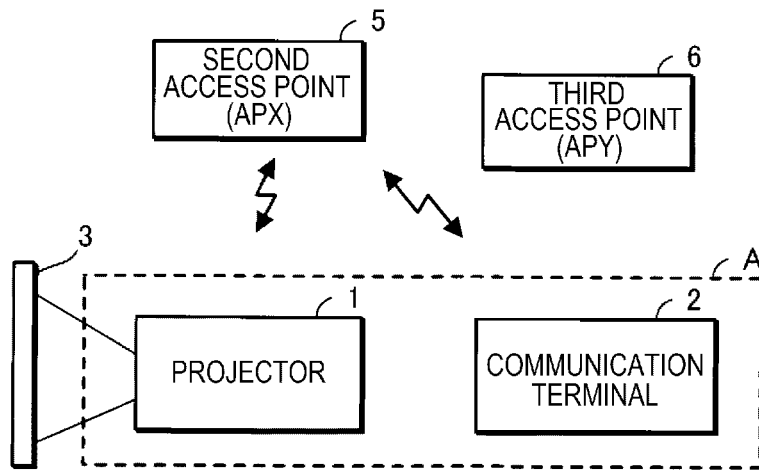 5
SECOND
ACCESS POINT
(APX)
6
THIRD
ACCESS POINT
(APY)
3
A
1
PROJECTOR
2
COMMUNICATION
TERMINAL